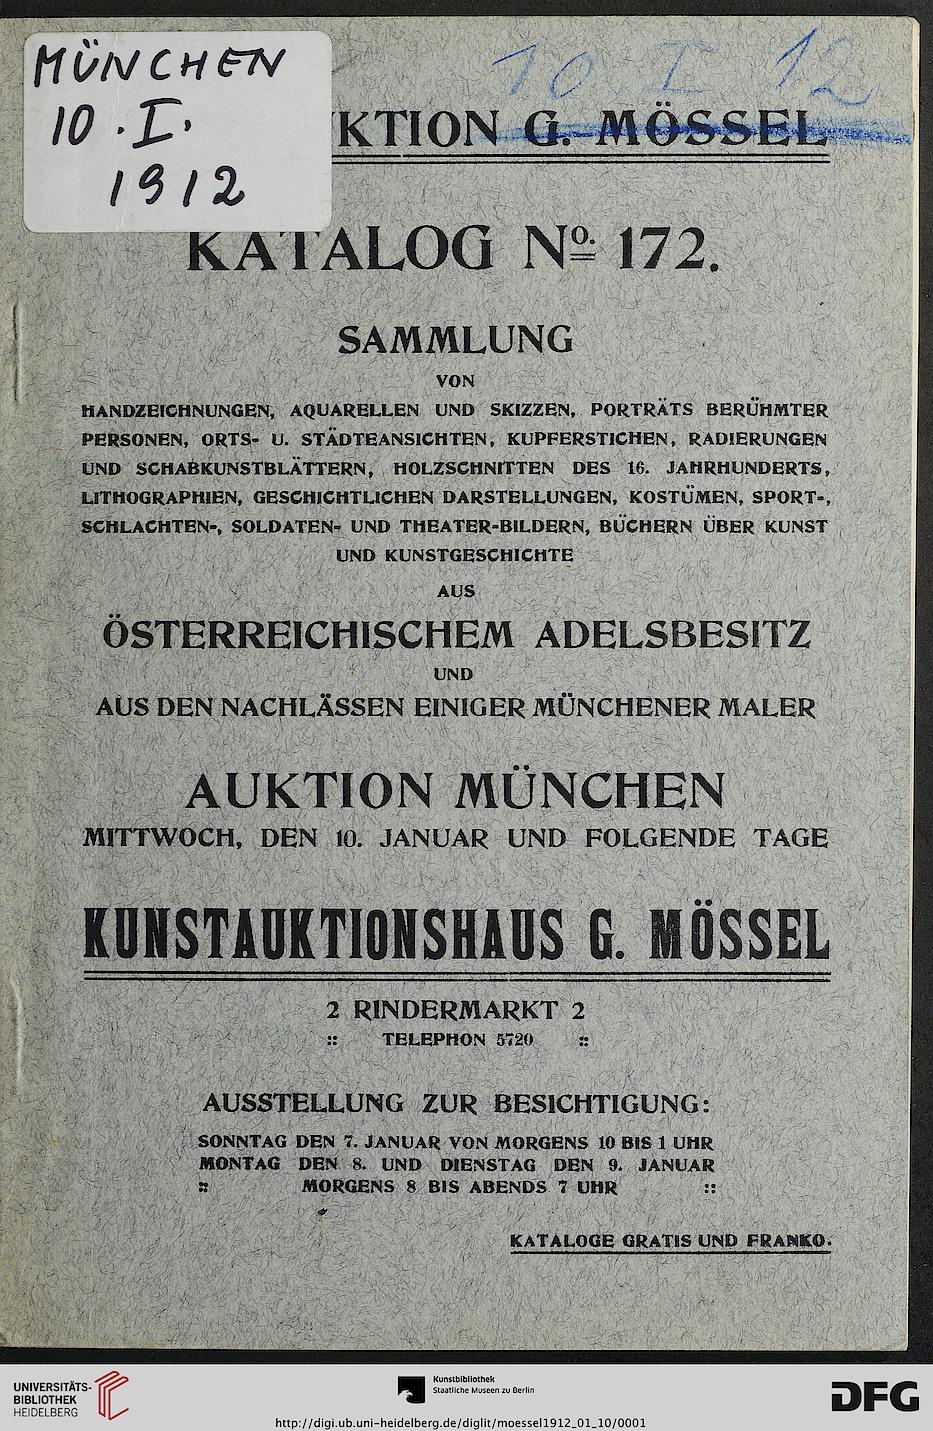 MÜNCHEN
10. I.
1912
10 I 12
KTION G. MÖSSEL
KATALOG No. 172.
SAMMLUNG
VON
HANDZEICHNUNGEN, AQUARELLEN UND SKIZZEN, PORTRÄTS BERÜHMTER
PERSONEN, ORTS- U. STÄDTEANSICHTEN, KUPFERSTICHEN, RADIERUNGEN
UND SCHABKUNSTBLÄTTERN, HOLZSCHNITTEN DES 16. JAHRHUNDERTS,
LITHOGRAPHIEN, GESCHICHTLICHEN DARSTELLUNGEN, KOSTÜMEN, SPORT-,
SCHLACHTEN-, SOLDATEN- UND THEATER-BILDERN, BÜCHERN ÜBER KUNST
UND KUNSTGESCHICHTE
AUS
ÖSTERREICHISCHEM ADELSBESITZ
UND
AUS DEN NACHLÄSSEN EINIGER MÜNCHENER MALER
AUKTION MÜNCHEN
MITTWOCH, DEN 10. JANUAR UND FOLGENDE TAGE
KUNSTAUKTIONSHAUS G. MÖSSEL
2 RINDERMARKT 2
:: TELEPHON 5720 ::
AUSSTELLUNG ZUR BESICHTIGUNG:
SONNTAG DEN 7. JANUAR VON MORGENS 10 BIS 1 UHR
MONTAG DEN 8. UND DIENSTAG DEN 9. JANUAR
:: MORGENS 8 BIS ABENDS 7 UHR ::
KATALOGE GRATIS UND FRANKO.
UNIVERSITÄTS-
BIBLIOTHEK
HEIDELBERG
Kunstbibliothek
Staatliche Museen zu Berlin
DFG
http://digi.ub.uni-heidelberg.de/diglit/moessel1912_01_10/0001